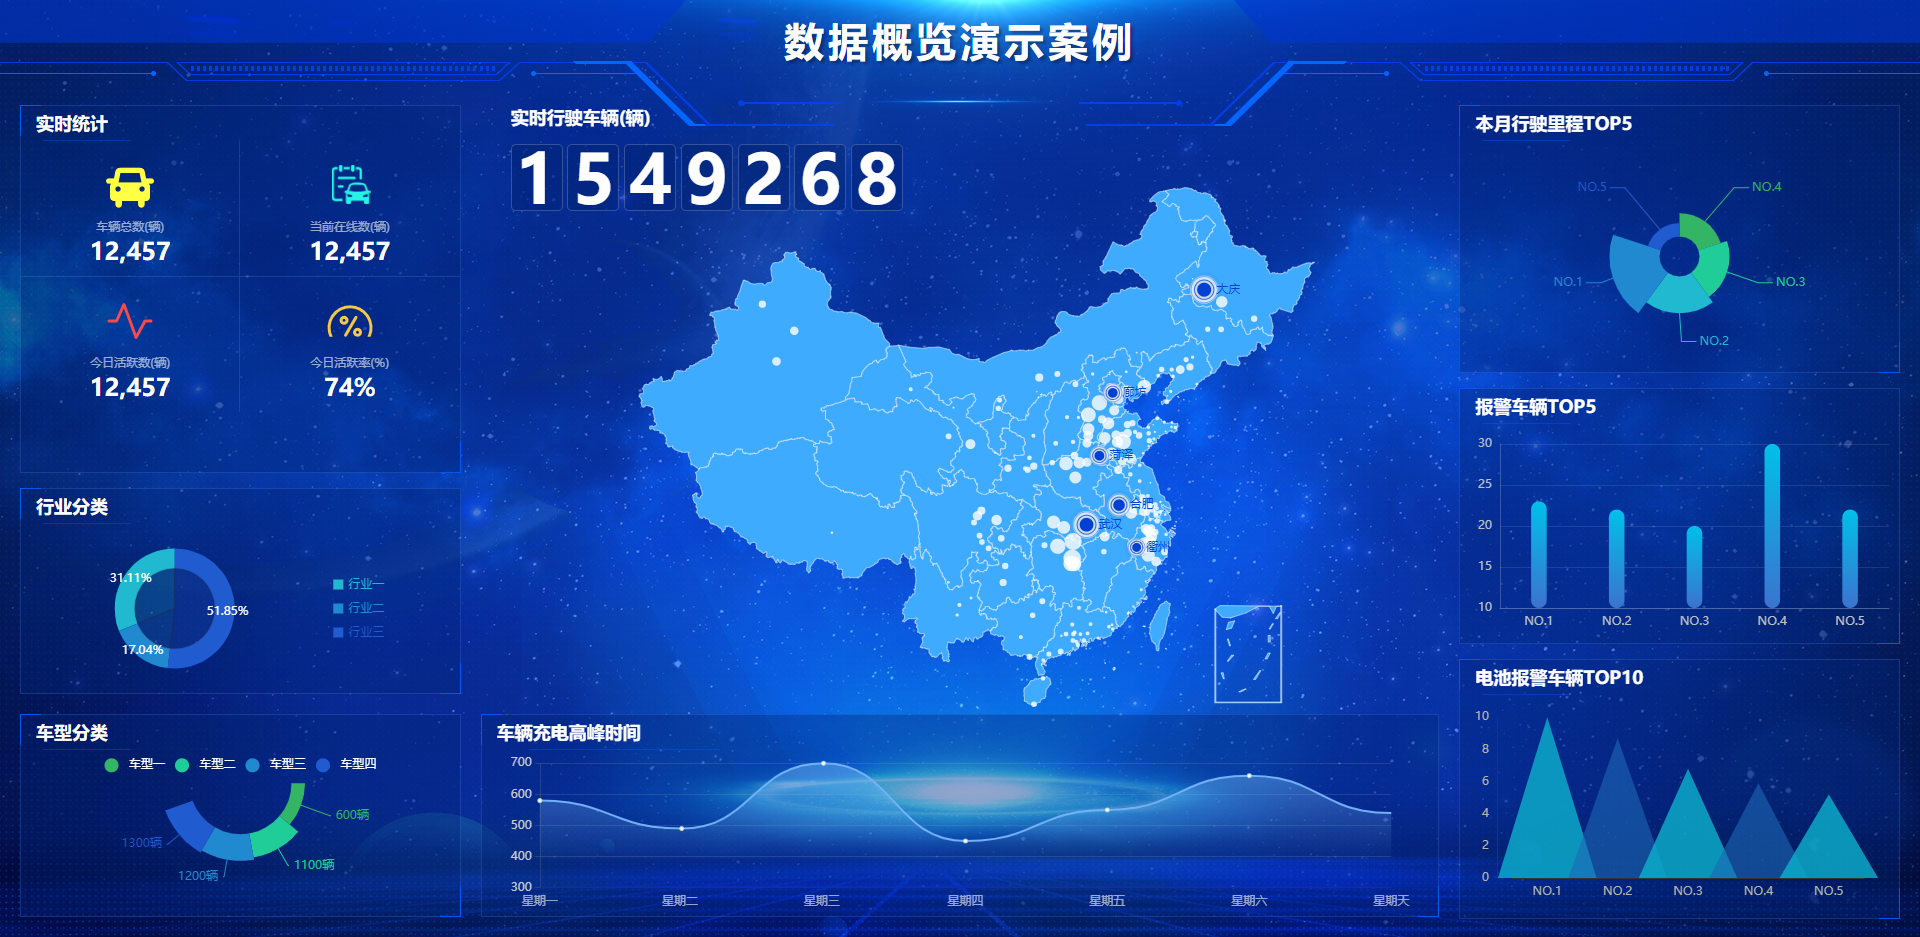 数据概览演示案例
实时统计
车辆总数(辆)
12,457
当前在线数(辆)
12,457
今日活跃数(辆)
12,457
今日活跃率(%)
74%
行业分类
31.11%
51.85%
17.04%
行业一
行业二
行业三
车型分类
车型一 车型二 车型三 车型四
600辆
1300辆
1100辆
1200辆
实时行驶车辆(辆)
1549268
大庆
廊坊
菏泽
合肥
武汉
衢州
车辆充电高峰时间
700
600
500
400
300
星期一 星期二 星期三 星期四 星期五 星期六 星期天
本月行驶里程TOP5
NO.5
NO.4
NO.1
NO.3
NO.2
报警车辆TOP5
30
25
20
15
10
NO.1 NO.2 NO.3 NO.4 NO.5
电池报警车辆TOP10
10
8
6
4
2
0
NO.1 NO.2 NO.3 NO.4 NO.5